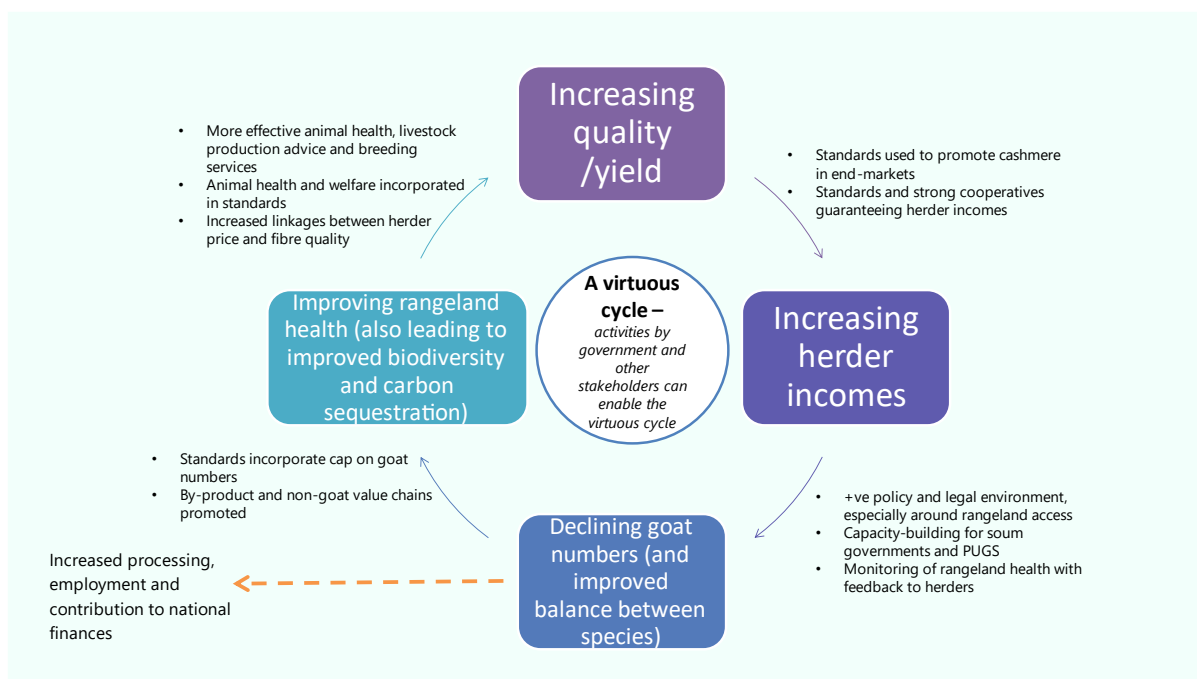 Increasing
quality
/yield
• More effective animal health, livestock
production advice and breeding
services
• Animal health and welfare incorporated
in standards
• Increased linkages between herder
price and fibre quality
• Standards used to promote cashmere
in end-markets
• Standards and strong cooperatives
guaranteeing herder incomes
Improving rangeland
health (also leading to
improved biodiversity
and carbon
sequestration)
A virtuous
cycle –
activities by
government and
other
stakeholders can
enable the
virtuous cycle
Increasing
herder
incomes
• Standards incorporate cap on goat
numbers
• By-product and non-goat value chains
promoted
• +ve policy and legal environment,
especially around rangeland access
• Capacity-building for soum
governments and PUGS
• Monitoring of rangeland health with
feedback to herders
Declining goat
numbers (and
improved
balance between
species)
Increased processing,
employment and
contribution to national
finances